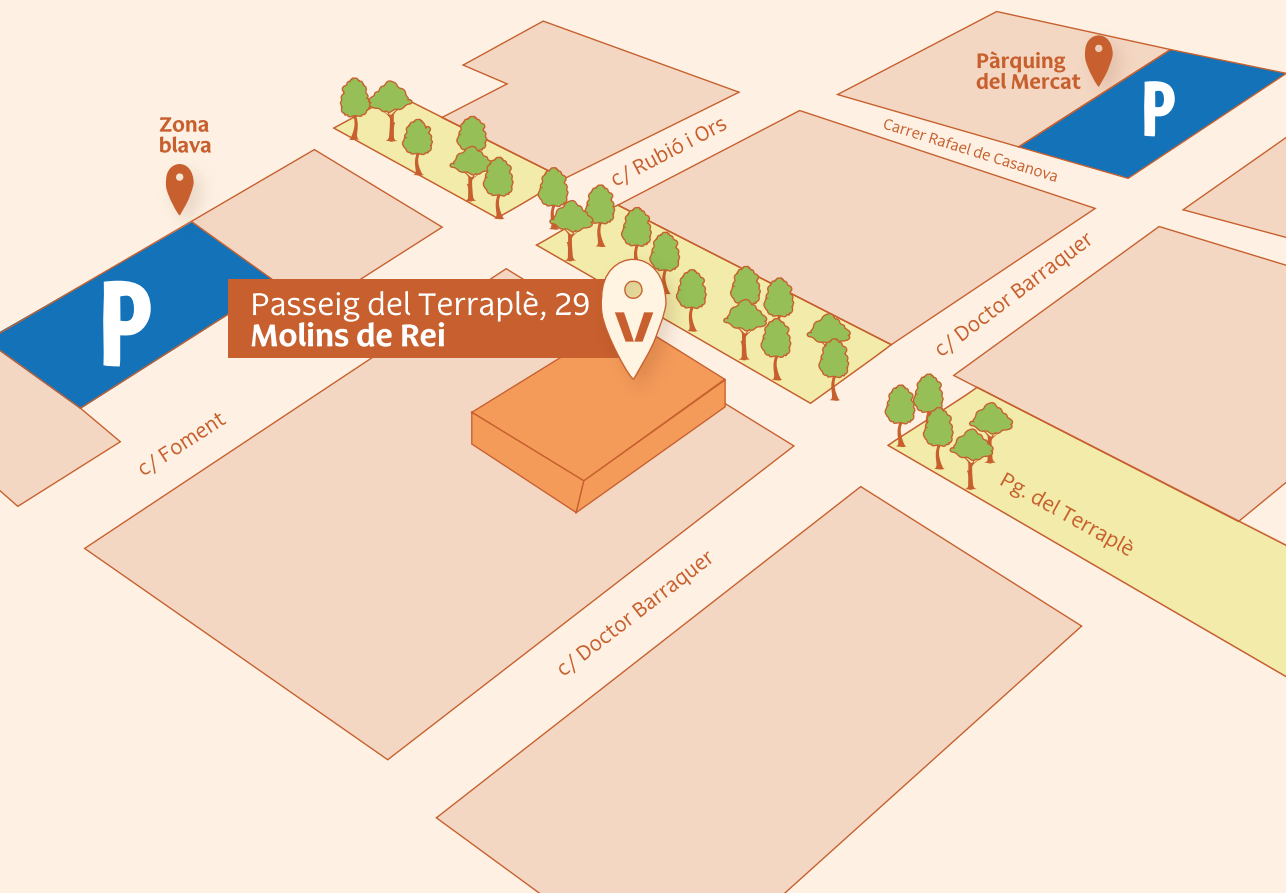 Pàrquing
del Mercat
P
Zona
blava
c/ Rubió i Ors
Carrer Rafael de Casanova
P
Passeig del Terraplè, 29
Molins de Rei
c/ Doctor Barraquer
c/ Foment
Pg. del Terraplè
c/ Doctor Barraquer